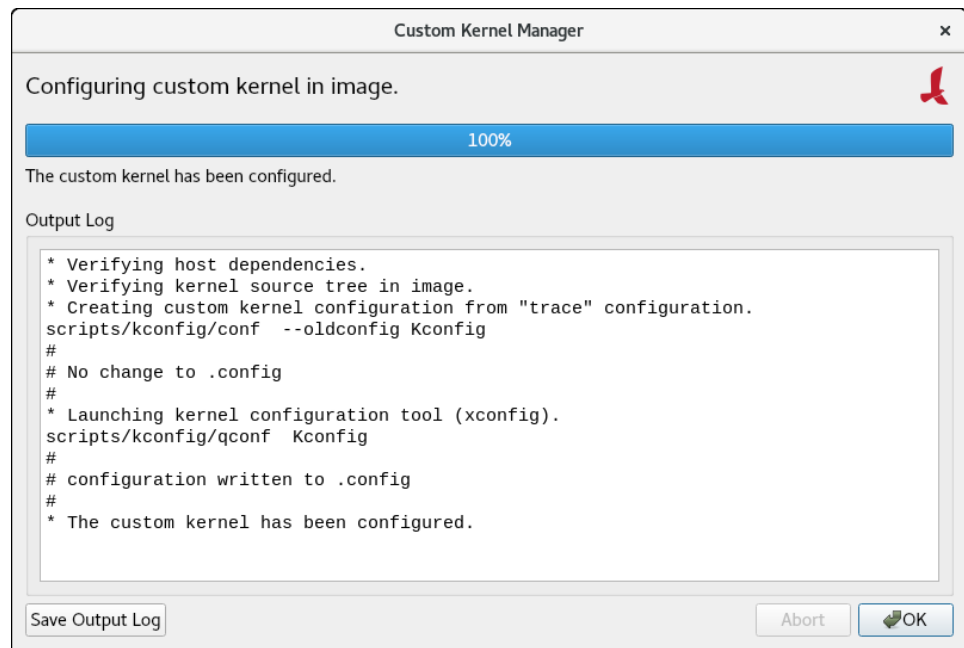 Custom Kernel Manager
Configuring custom kernel in image.
100%
The custom kernel has been configured.
Output Log
* Verifying host dependencies.
* Verifying kernel source tree in image.
* Creating custom kernel configuration from "trace" configuration.
scripts/kconfig/conf  --oldconfig Kconfig
#
# No change to .config
#
* Launching kernel configuration tool (xconfig).
scripts/kconfig/qconf  Kconfig
#
# configuration written to .config
#
* The custom kernel has been configured.
Save Output Log
Abort
OK